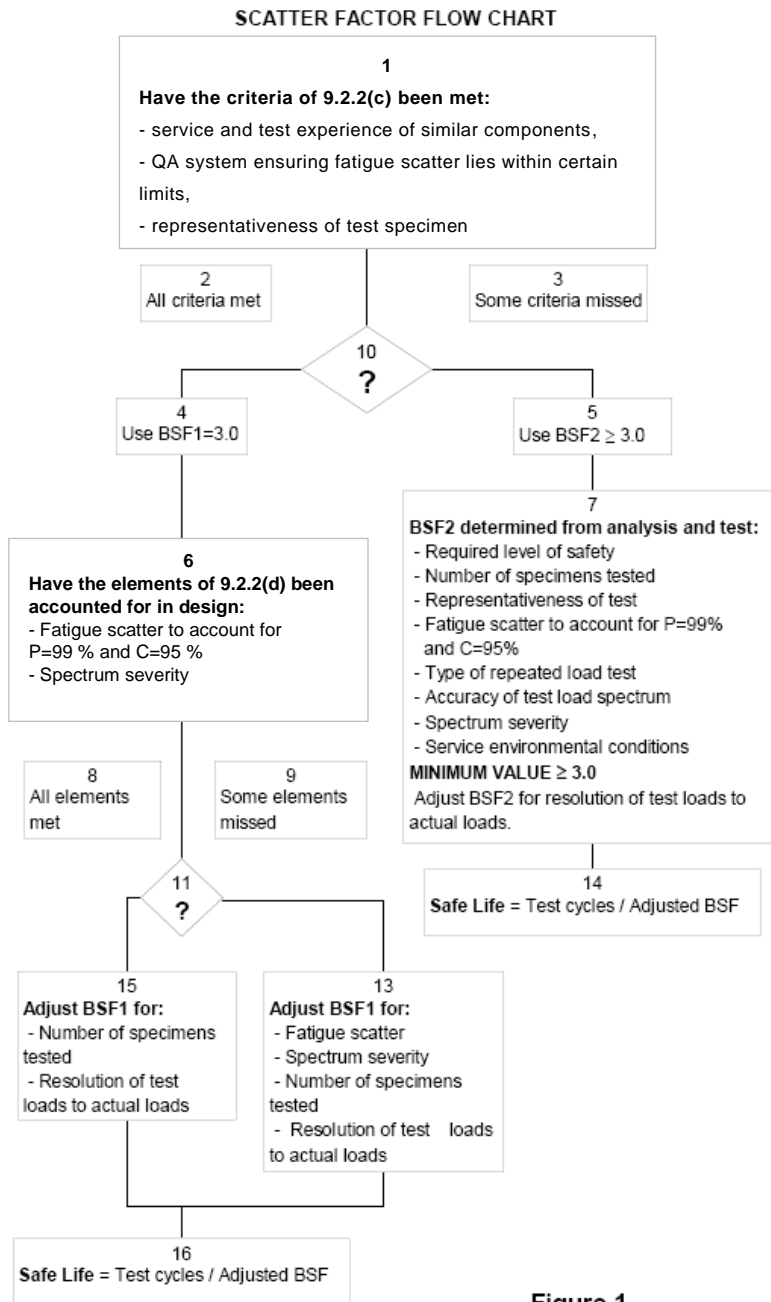 SCATTER FACTOR FLOW CHART
1
Have the criteria of 9.2.2(c) been met:
- service and test experience of similar components,
- QA system ensuring fatigue scatter lies within certain
limits,
- representativeness of test specimen
2
All criteria met
3
Some criteria missed
10
?
4
Use BSF1=3.0
5
Use BSF2 ≥ 3.0
6
Have the elements of 9.2.2(d) been
accounted for in design:
- Fatigue scatter to account for
P=99 % and C=95 %
- Spectrum severity
7
BSF2 determined from analysis and test:
- Required level of safety
- Number of specimens tested
- Representativeness of test
- Fatigue scatter to account for P=99%
and C=95%
- Type of repeated load test
- Accuracy of test load spectrum
- Spectrum severity
- Service environmental conditions
MINIMUM VALUE ≥ 3.0
Adjust BSF2 for resolution of test loads to
actual loads.
8
All elements
met
9
Some elements
missed
11
?
14
Safe Life = Test cycles / Adjusted BSF
15
Adjust BSF1 for:
- Number of specimens
tested
- Resolution of test
loads to actual loads
13
Adjust BSF1 for:
- Fatigue scatter
- Spectrum severity
- Number of specimens
tested
- Resolution of test loads
to actual loads
16
Safe Life = Test cycles / Adjusted BSF
Figure 1